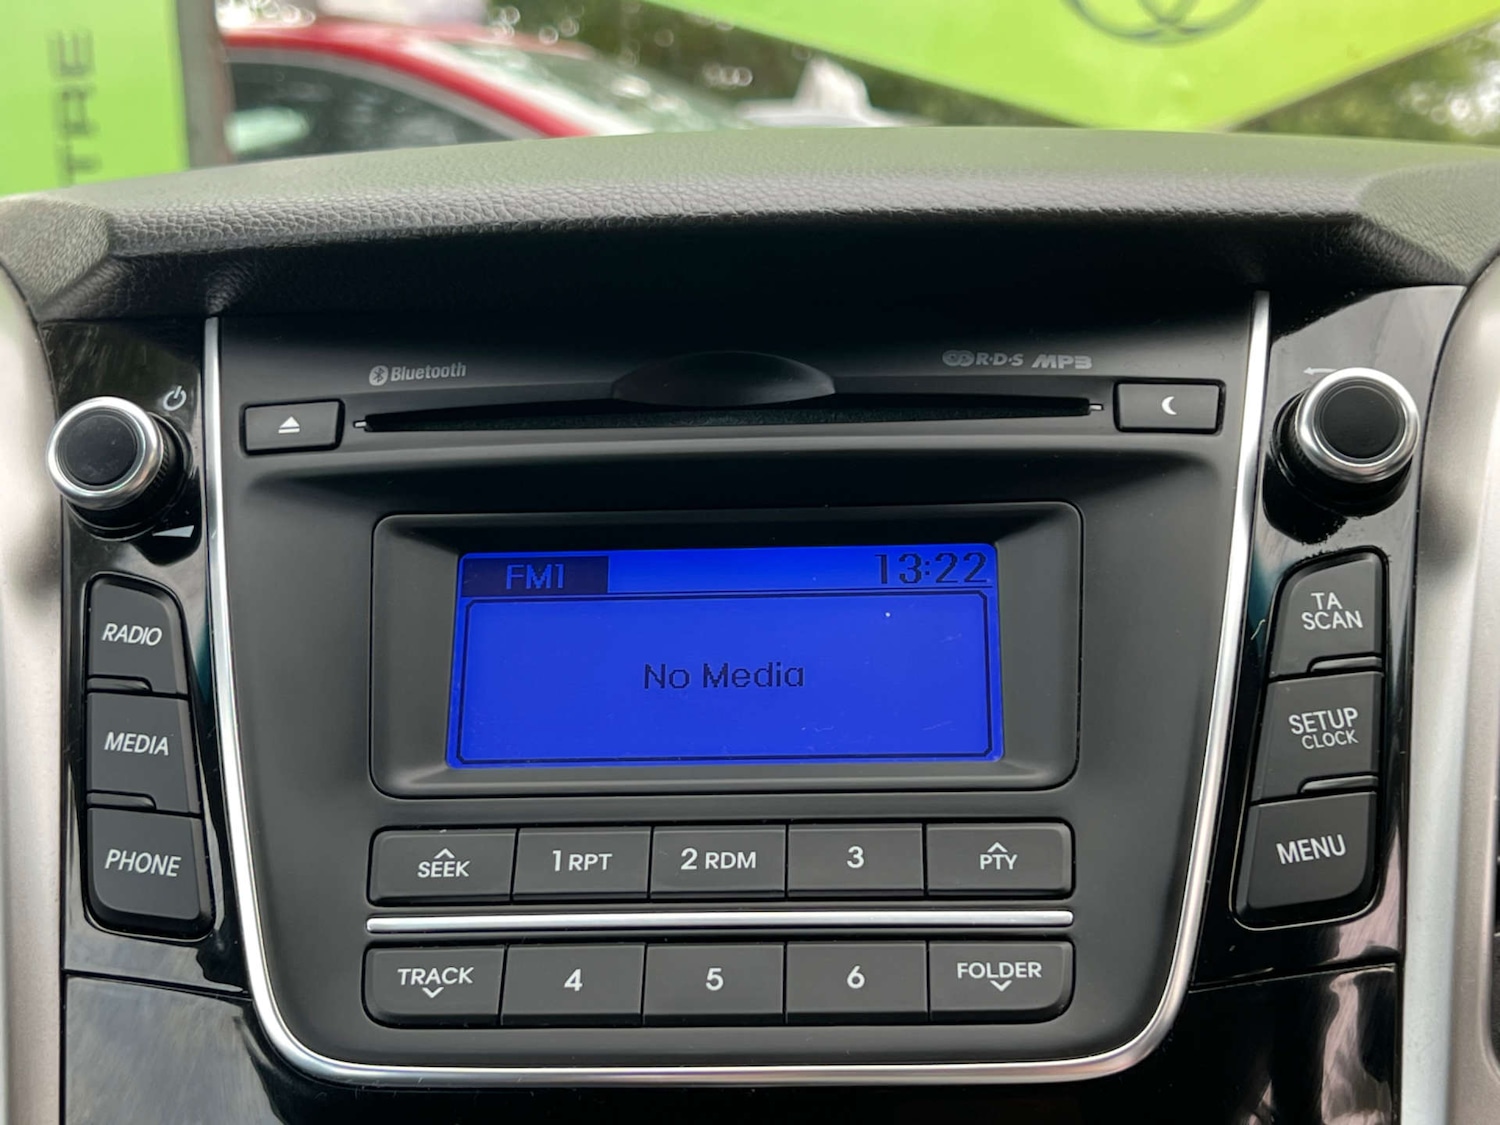 TRE
Bluetooth
R·D·S MP3
FM1 13:22
No Media
RADIO
MEDIA
PHONE
TA
SCAN
SETUP
CLOCK
MENU
SEEK 1 RPT 2 RDM 3 PTY
TRACK 4 5 6 FOLDER